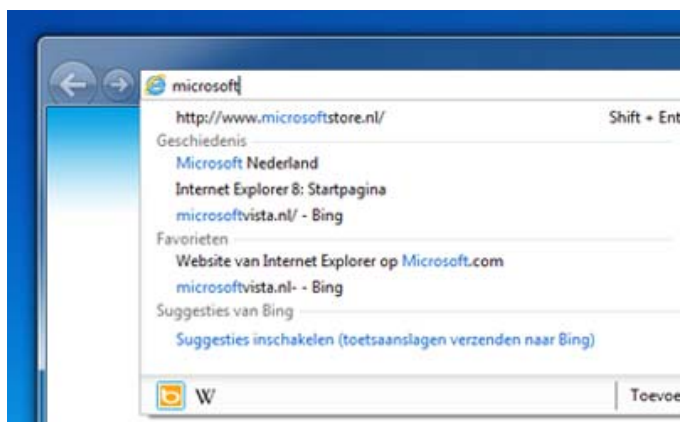 microsoft
http://www.microsoftstore.nl/ Shift + Ent
Geschiedenis
Microsoft Nederland
Internet Explorer 8: Startpagina
microsoftvista.nl/ - Bing
Favorieten
Website van Internet Explorer op Microsoft.com
microsoftvista.nl- - Bing
Suggesties van Bing
Suggesties inschakelen (toetsaanslagen verzenden naar Bing)
W Toevoe